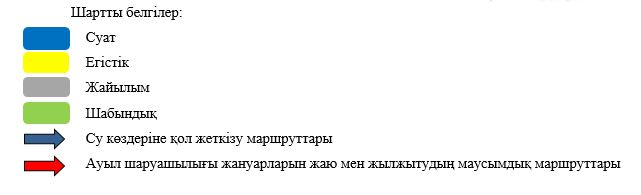 Шартты белгілер:
Суат
Егістік
Жайылым
Шабындық
Су көздеріне қол жеткізу маршруттары
Ауыл шаруашылығы жануарларын жаю мен жылжытудың маусымдық маршруттары